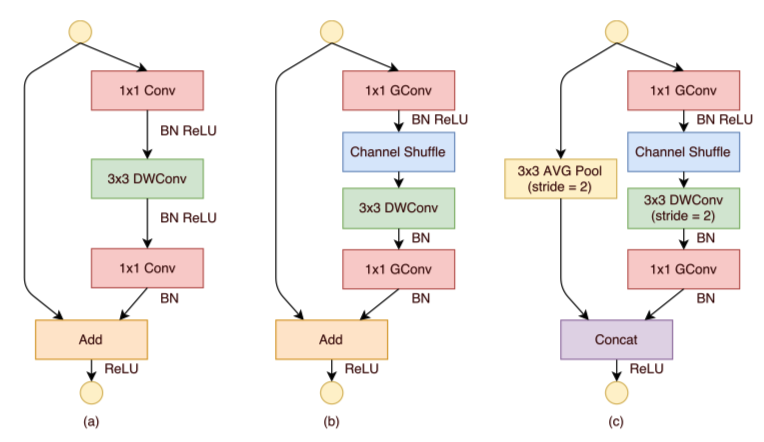 1x1 Conv
BN ReLU
3x3 DWConv
BN ReLU
1x1 Conv
BN
Add
ReLU
(a)
1x1 GConv
BN ReLU
Channel Shuffle
3x3 DWConv
BN
1x1 GConv
BN
Add
ReLU
(b)
1x1 GConv
BN ReLU
Channel Shuffle
3x3 AVG Pool
(stride = 2)
3x3 DWConv
(stride = 2)
BN
1x1 GConv
BN
Concat
ReLU
(c)